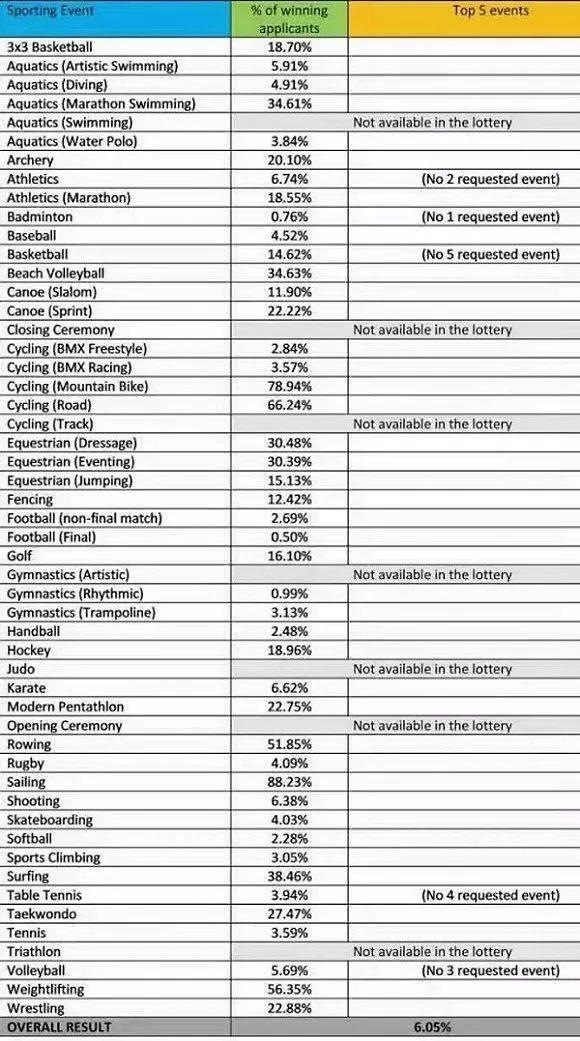 Sporting Event % of winning applicants Top 5 events
3x3 Basketball 18.70%
Aquatics (Artistic Swimming) 5.91%
Aquatics (Diving) 4.91%
Aquatics (Marathon Swimming) 34.61%
Aquatics (Swimming) Not available in the lottery
Aquatics (Water Polo) 3.84%
Archery 20.10%
Athletics 6.74% (No 2 requested event)
Athletics (Marathon) 18.55%
Badminton 0.76% (No 1 requested event)
Baseball 4.52%
Basketball 14.62% (No 5 requested event)
Beach Volleyball 34.63%
Canoe (Slalom) 11.90%
Canoe (Sprint) 22.22%
Closing Ceremony Not available in the lottery
Cycling (BMX Freestyle) 2.84%
Cycling (BMX Racing) 3.57%
Cycling (Mountain Bike) 78.94%
Cycling (Road) 66.24%
Cycling (Track) Not available in the lottery
Equestrian (Dressage) 30.48%
Equestrian (Eventing) 30.39%
Equestrian (Jumping) 15.13%
Fencing 12.42%
Football (non-final match) 2.69%
Football (Final) 0.50%
Golf 16.10%
Gymnastics (Artistic) Not available in the lottery
Gymnastics (Rhythmic) 0.99%
Gymnastics (Trampoline) 3.13%
Handball 2.48%
Hockey 18.96%
Judo Not available in the lottery
Karate 6.62%
Modern Pentathlon 22.75%
Opening Ceremony Not available in the lottery
Rowing 51.85%
Rugby 4.09%
Sailing 88.23%
Shooting 6.38%
Skateboarding 4.03%
Softball 2.28%
Sports Climbing 3.05%
Surfing 38.46%
Table Tennis 3.94% (No 4 requested event)
Taekwondo 27.47%
Tennis 3.59%
Triathlon Not available in the lottery
Volleyball 5.69% (No 3 requested event)
Weightlifting 56.35%
Wrestling 22.88%
OVERALL RESULT 6.05%